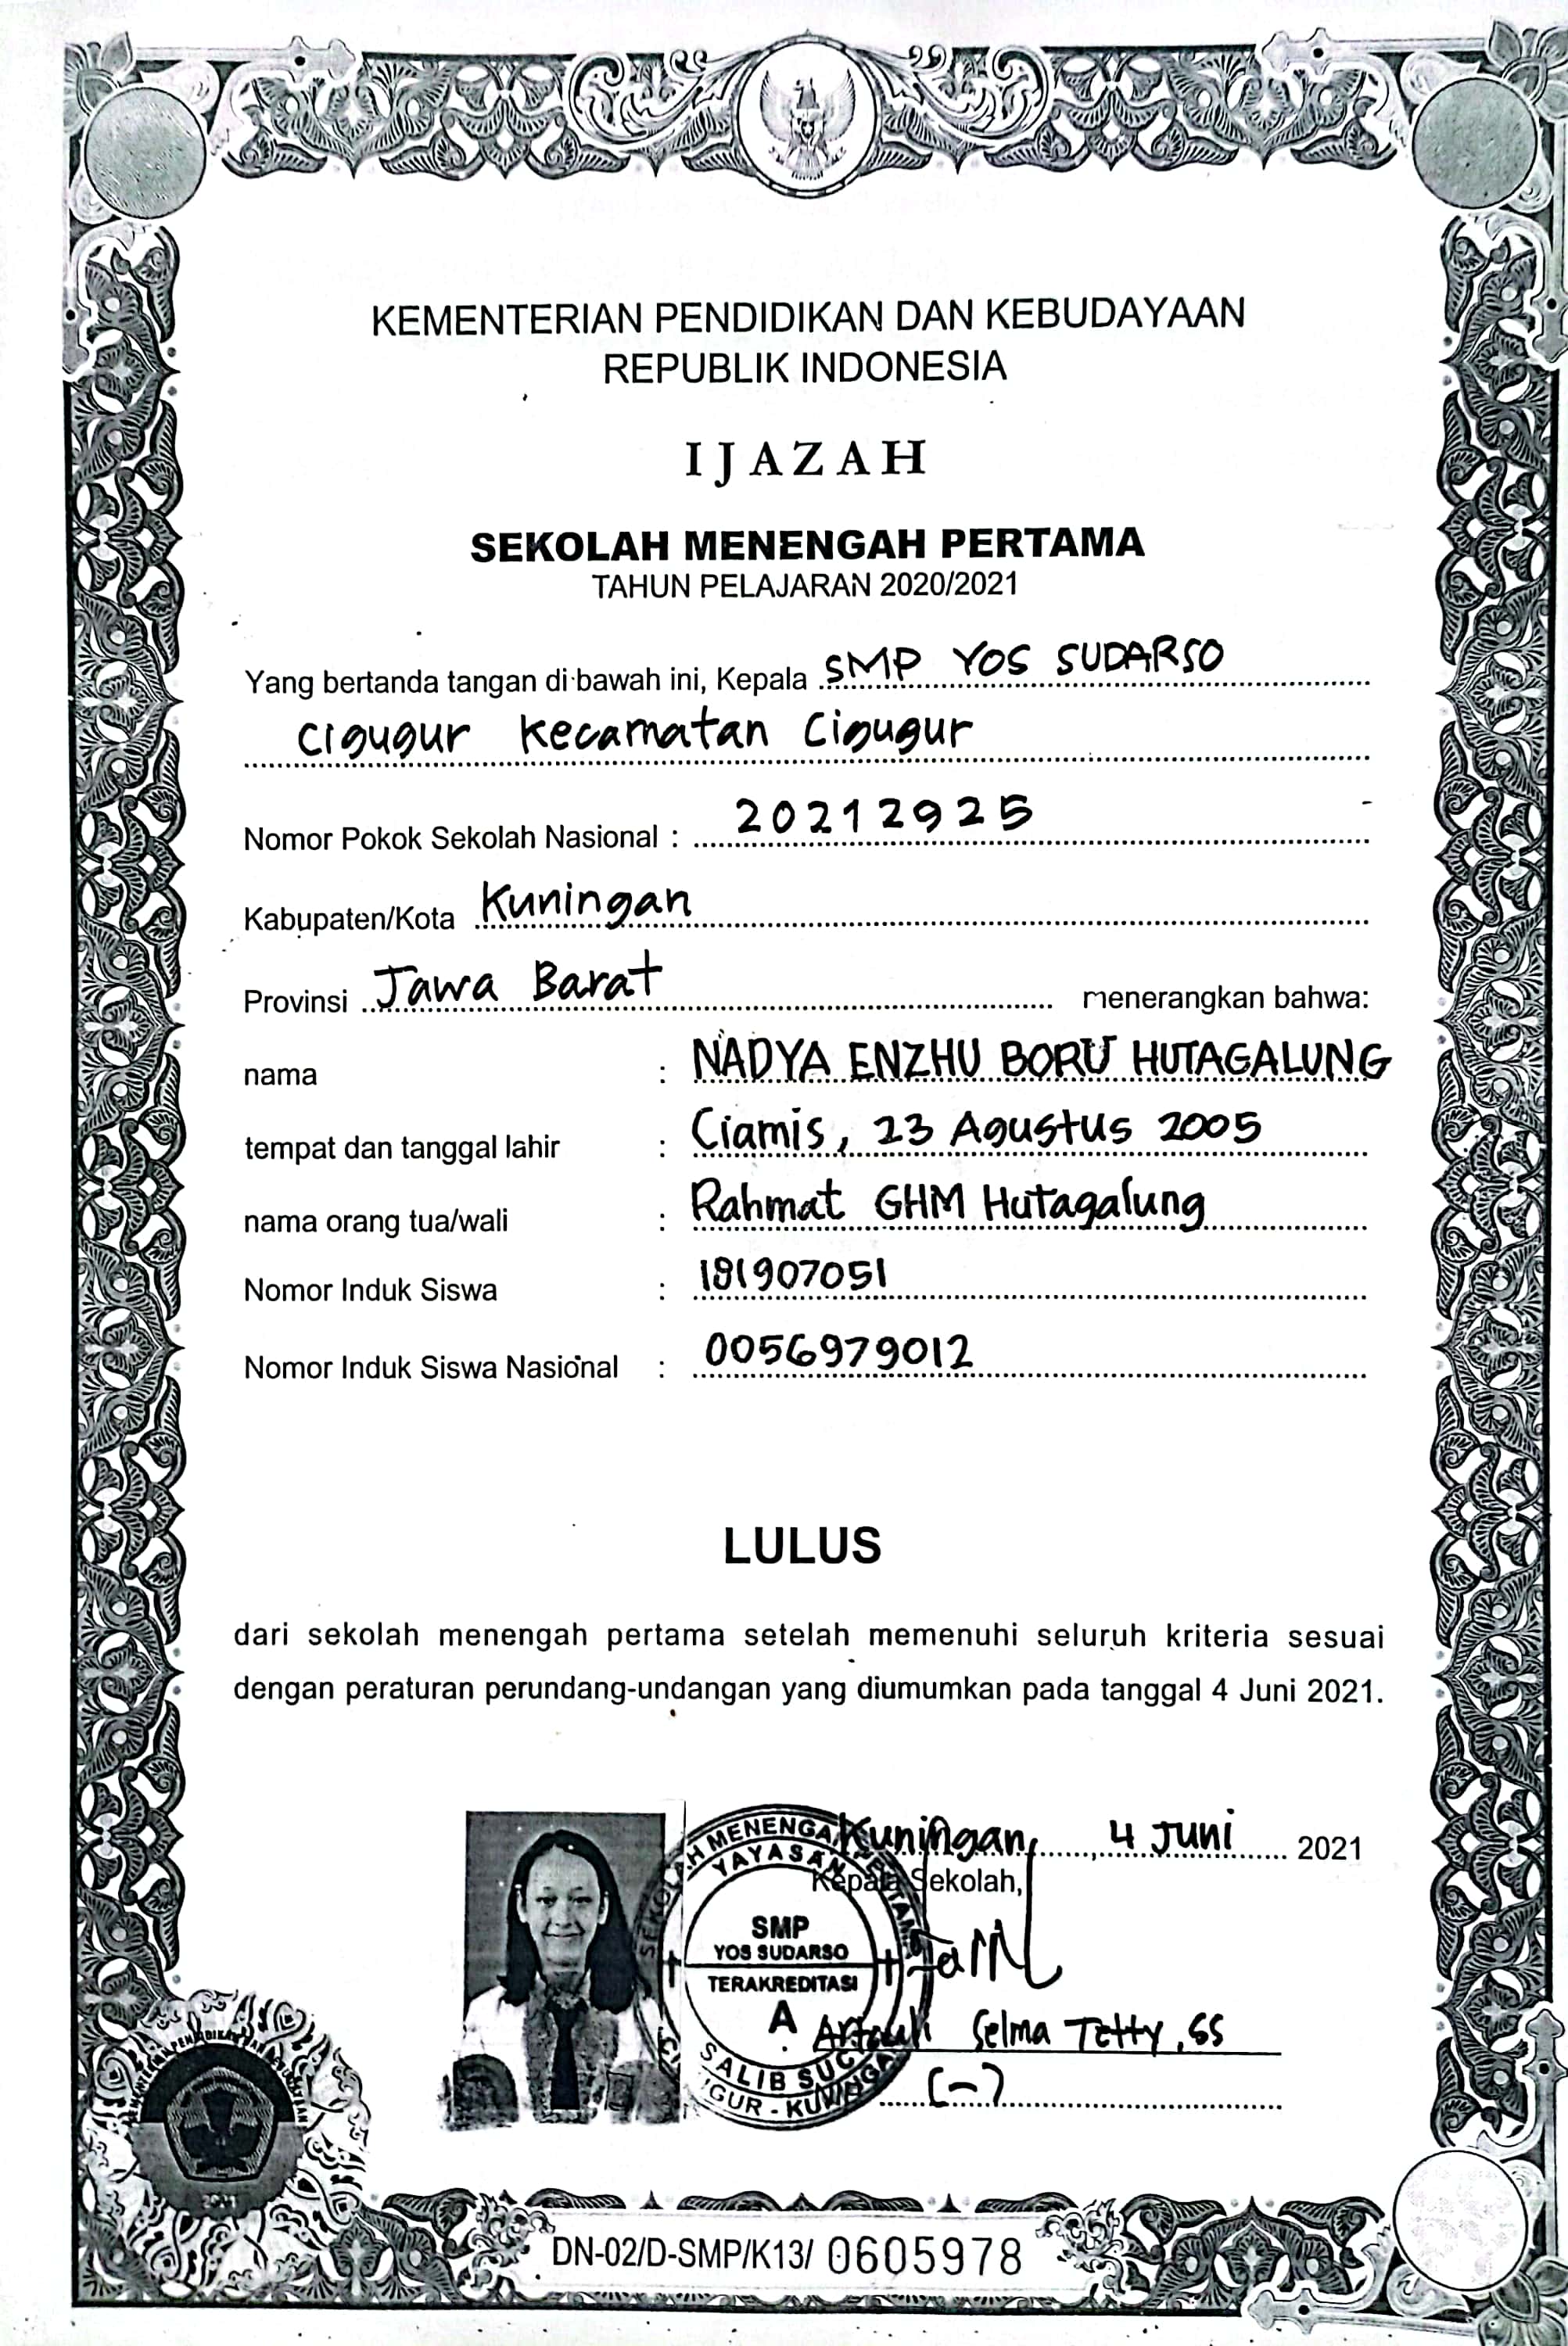 KEMENTERIAN PENDIDIKAN DAN KEBUDAYAAN
REPUBLIK INDONESIA
IJAZAH
SEKOLAH MENENGAH PERTAMA
TAHUN PELAJARAN 2020/2021
Yang bertanda tangan di bawah ini, Kepala SMP YOS SUDARSO
Cigugur Kecamatan Cigugur
Nomor Pokok Sekolah Nasional : 20212925
Kabupaten/Kota Kuningan
Provinsi Jawa Barat menerangkan bahwa:
nama : NADYA ENZHU BORU HUTAGALUNG
tempat dan tanggal lahir : Ciamis, 23 Agustus 2005
nama orang tua/wali : Rahmat GHM Hutagalung
Nomor Induk Siswa : 181907051
Nomor Induk Siswa Nasional : 0056979012
LULUS
dari sekolah menengah pertama setelah memenuhi seluruh kriteria sesuai
dengan peraturan perundang-undangan yang diumumkan pada tanggal 4 Juni 2021.
Kuningan, 4 Juni 2021
Kepala Sekolah,
SEKOLAH MENENGAH
YAYASAN
SMP
YOS SUDARSO
TERAKREDITASI
A
SALIB SUCI
KUNINGAN
Selma Tetty, SS
(-)
DN-02/D-SMP/K13/ 0605978